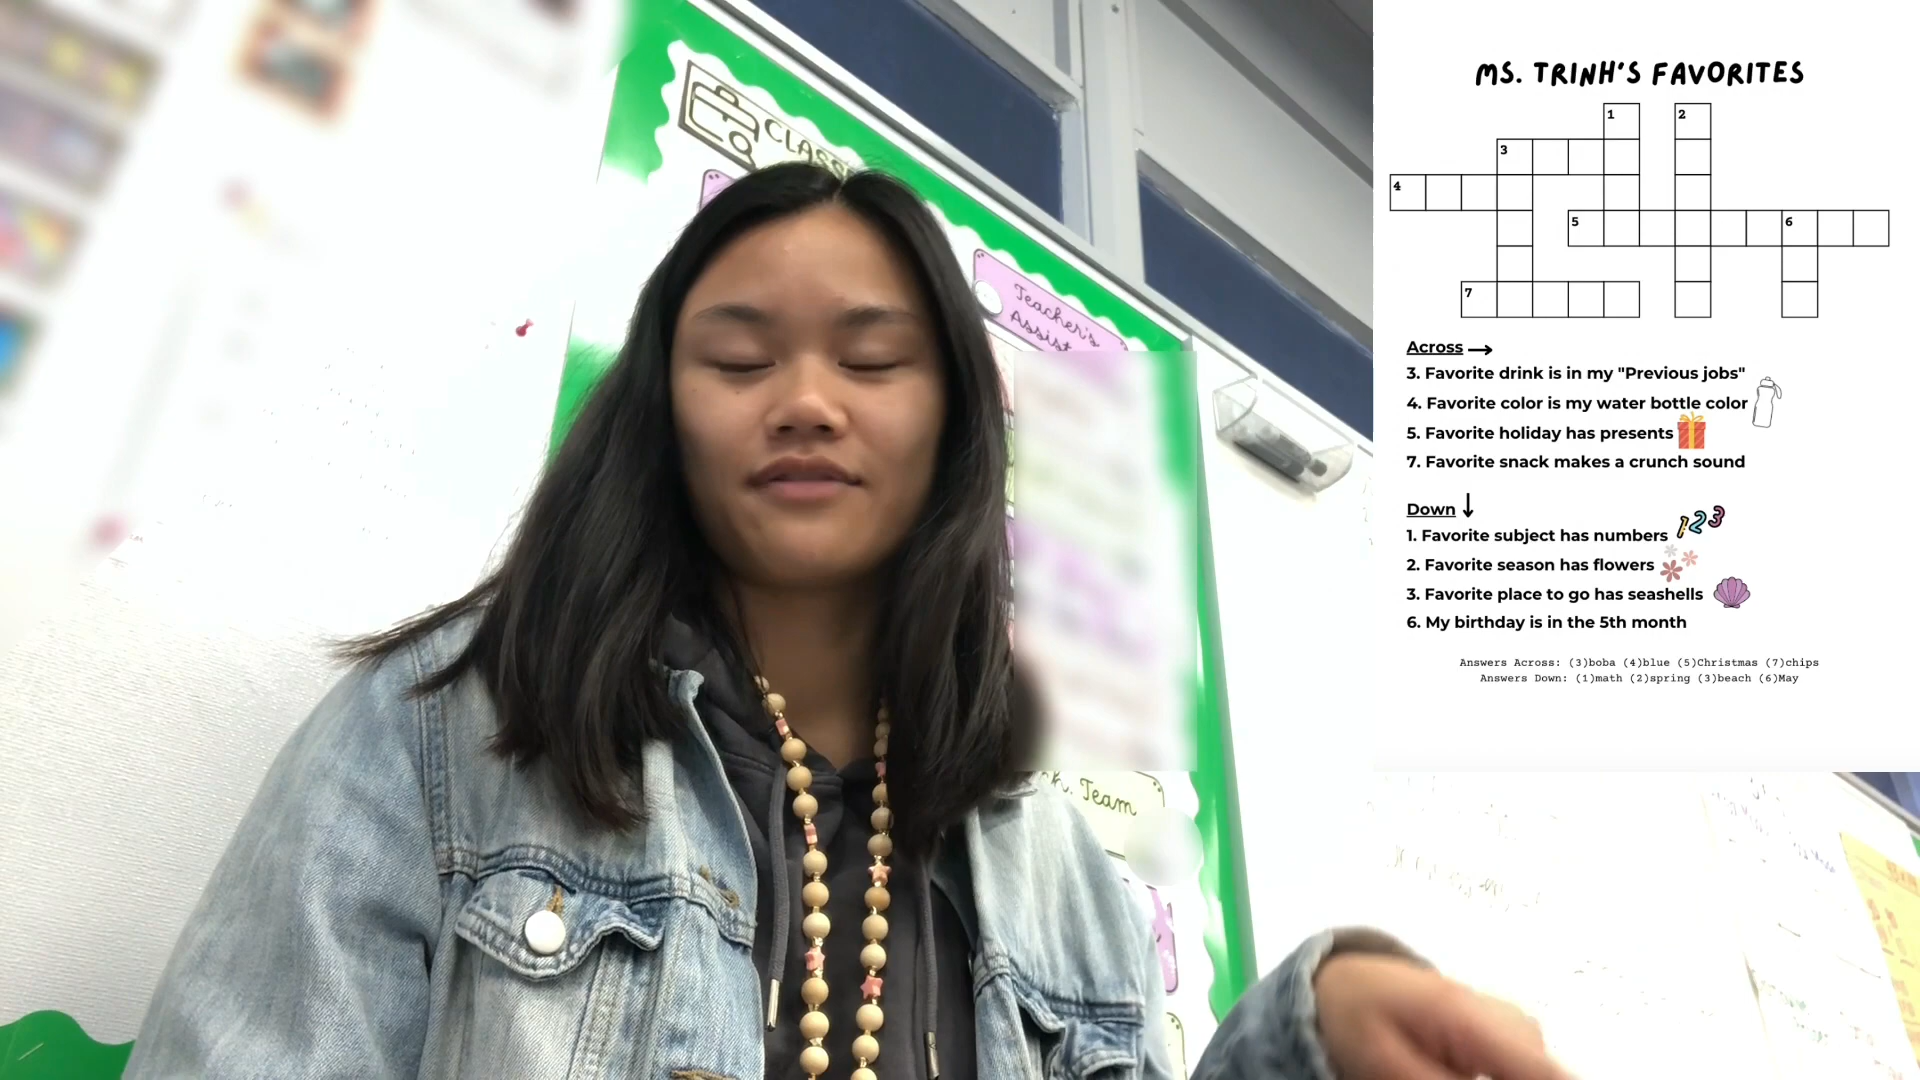 CLASS
Teacher's
Assist
ch. Team
MS. TRINH'S FAVORITES
1
2
3
4
5
6
7
Across →
3. Favorite drink is in my "Previous jobs"
4. Favorite color is my water bottle color
5. Favorite holiday has presents
7. Favorite snack makes a crunch sound
Down ↓
1. Favorite subject has numbers
123
2. Favorite season has flowers
3. Favorite place to go has seashells
6. My birthday is in the 5th month
Answers Across: (3)boba (4)blue (5)Christmas (7)chips
Answers Down: (1)math (2)spring (3)beach (6)May